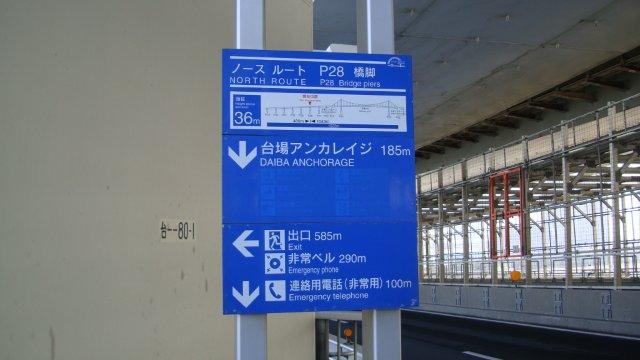 ノース ルート P28 橋脚
NORTH ROUTE P28 Bridge piers
36m
台場アンカレイジ 185m
DAIBA ANCHORAGE
台-80-1
出口 585m
Exit
非常ベル 290m
Emergency phone
連絡用電話(非常用) 100m
Emergency telephone